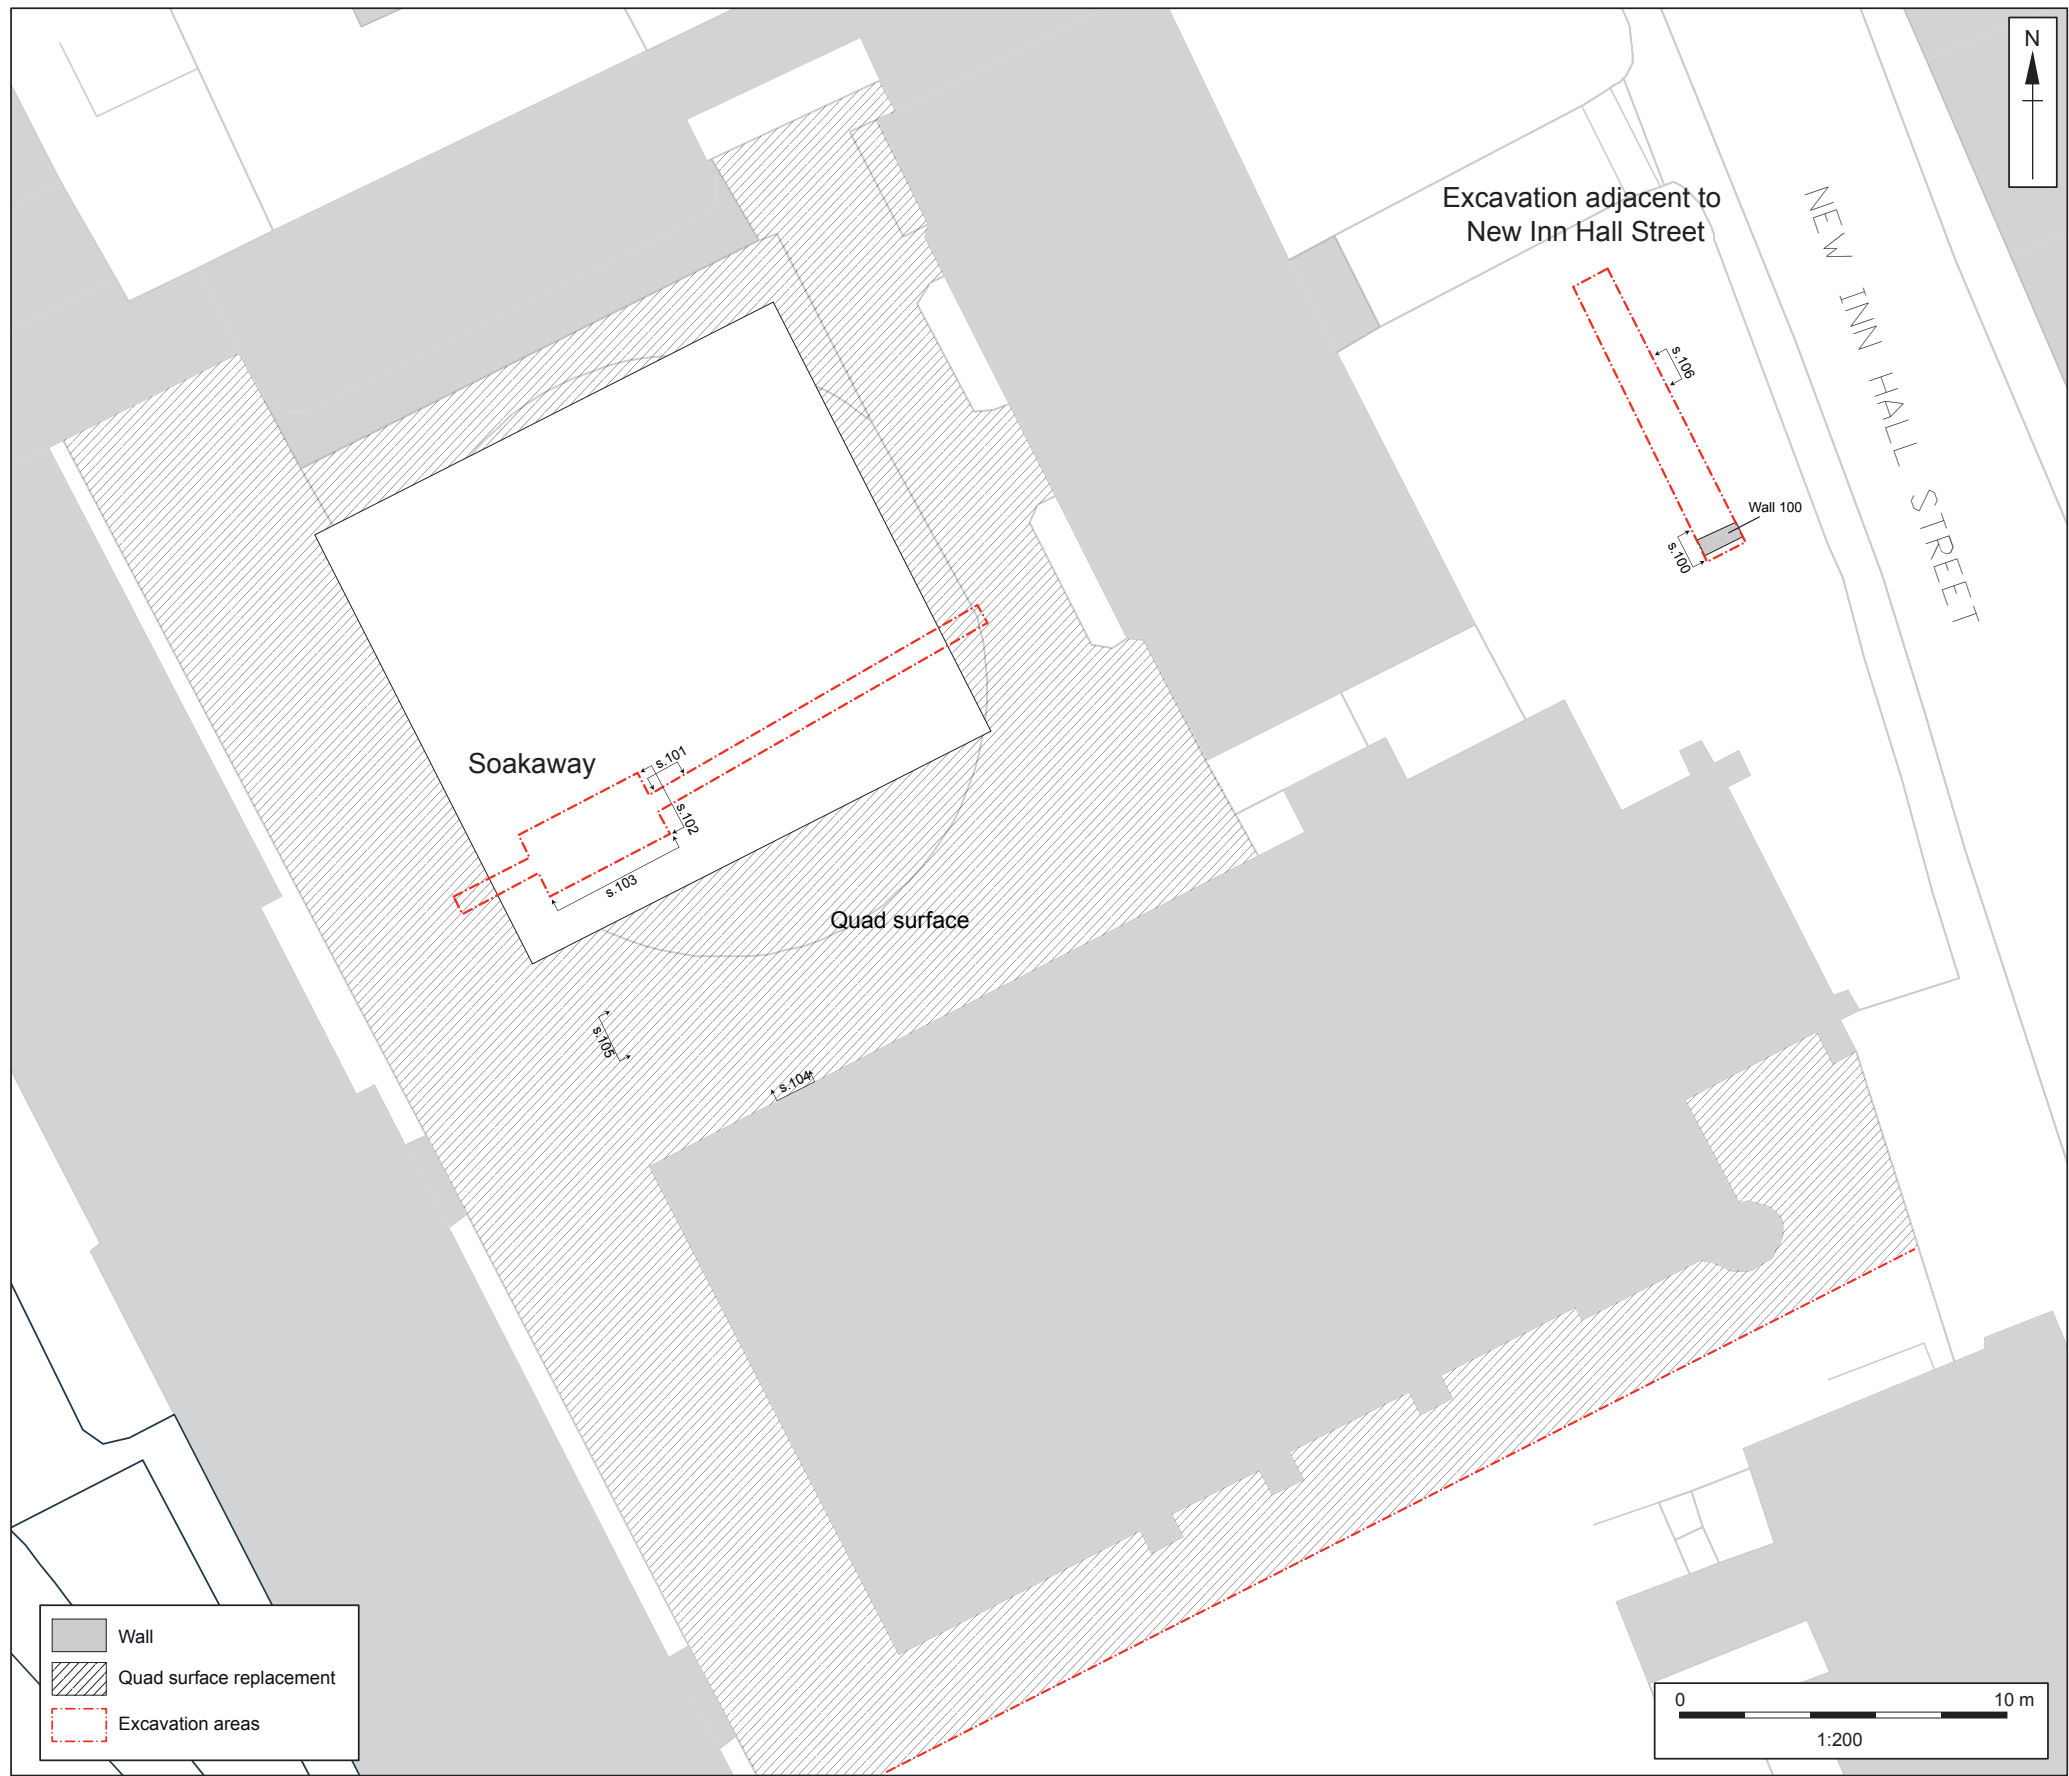 N
Excavation adjacent to
New Inn Hall Street
NEW INN HALL STREET
s.106
Wall 100
s.100
Soakaway
s.101
s.102
s.103
Quad surface
s.105
s.104
Wall
Quad surface replacement
Excavation areas
0 10 m
1:200